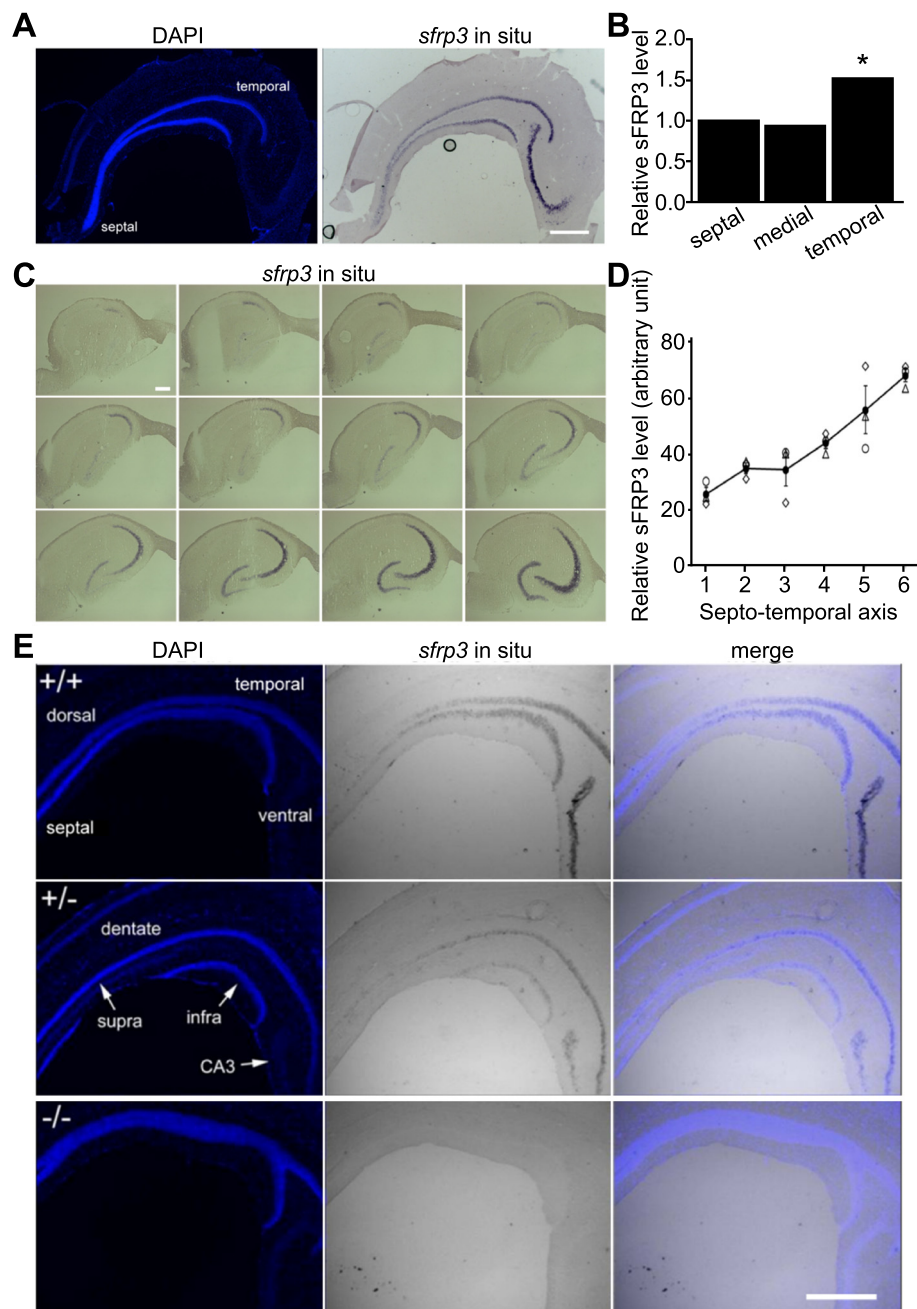 A
DAPI
sfrp3 in situ
temporal
septal
B
Relative sFRP3 level
2.0
1.5
1.0
0.5
0.0
*
septal
medial
temporal
C
sfrp3 in situ
D
Relative sFRP3 level (arbitrary unit)
80
60
40
20
0
1 2 3 4 5 6
Septo-temporal axis
E
DAPI
sfrp3 in situ
merge
+/+
temporal
dorsal
septal
ventral
+/-
dentate
supra
infra
CA3
-/-